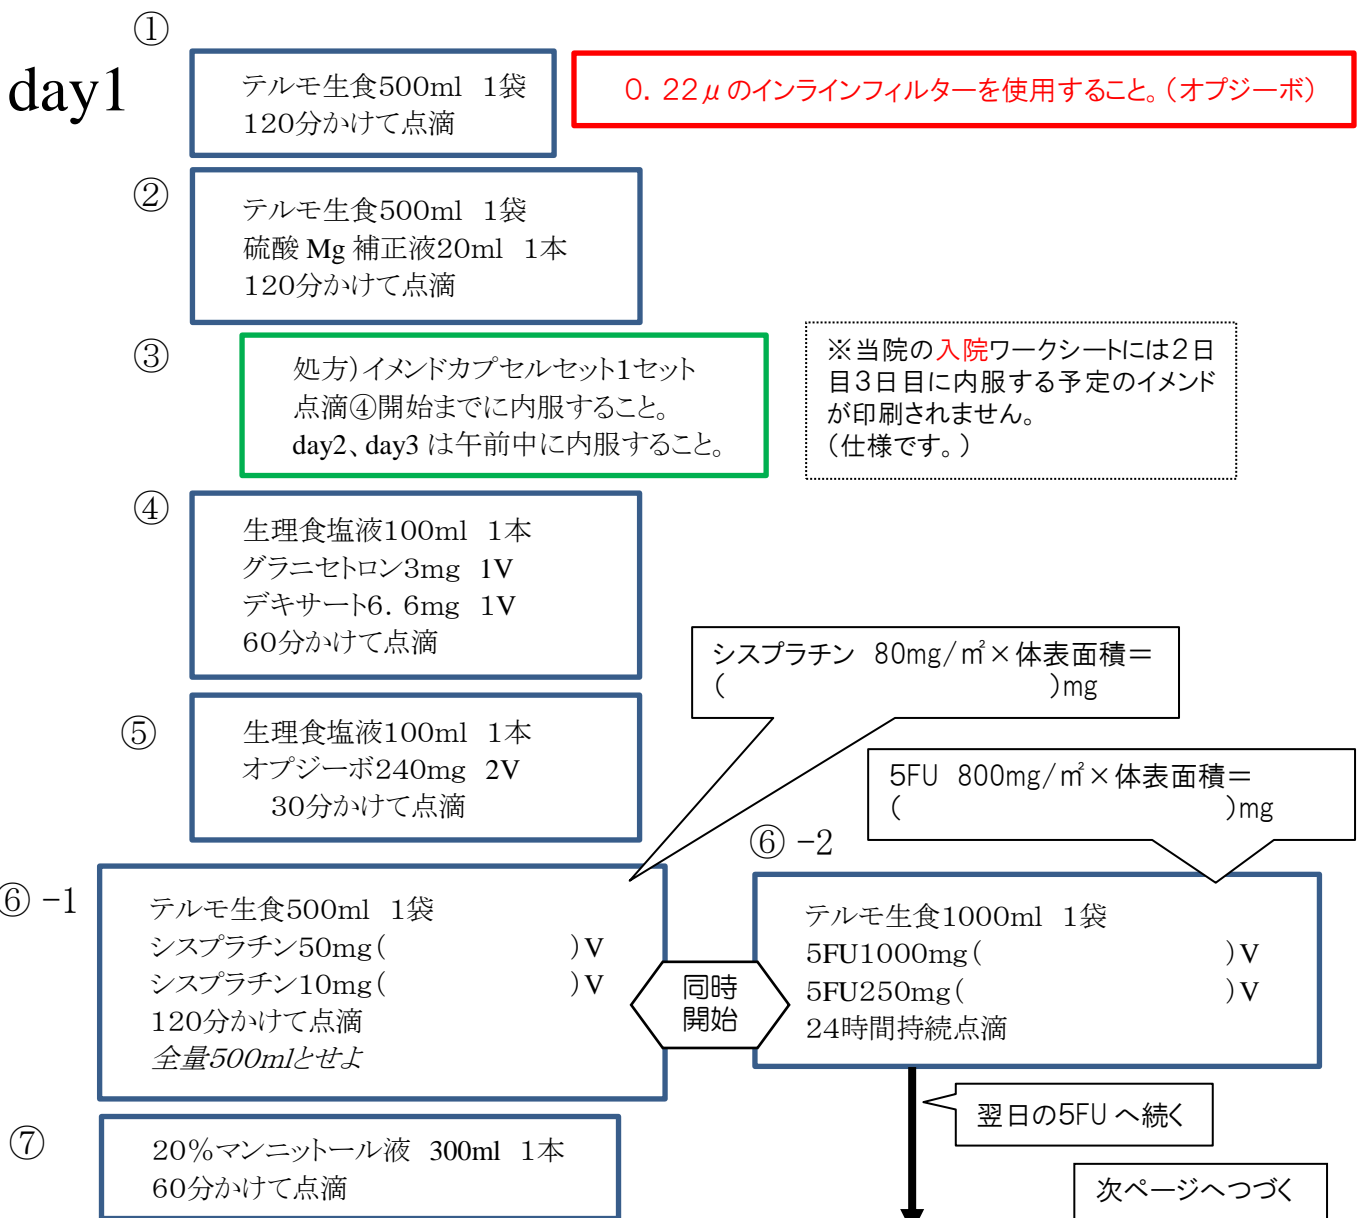 day1
①
テルモ生食500ml 1袋
120分かけて点滴
0．22μのインラインフィルターを使用すること。（オプジーボ）
②
テルモ生食500ml 1袋
硫酸 Mg 補正液20ml 1本
120分かけて点滴
③
処方）イメンドカプセルセット1セット
点滴④開始までに内服すること。
day2、day3 は午前中に内服すること。
※当院の入院ワークシートには2日
目3日目に内服する予定のイメンド
が印刷されません。
（仕様です。）
④
生理食塩液100ml 1本
グラニセトロン3mg 1V
デキサート6．6mg 1V
60分かけて点滴
⑤
生理食塩液100ml 1本
オプジーボ240mg 2V
30分かけて点滴
シスプラチン 80mg/㎡×体表面積＝
（ ）mg
5FU 800mg/㎡×体表面積＝
（ ）mg
⑥-1
テルモ生食500ml 1袋
シスプラチン50mg（ ）V
シスプラチン10mg（ ）V
120分かけて点滴
全量500mlとせよ
同時
開始
⑥-2
テルモ生食1000ml 1袋
5FU1000mg（ ）V
5FU250mg（ ）V
24時間持続点滴
翌日の5FU へ続く
⑦
20％マンニットール液 300ml 1本
60分かけて点滴
次ページへつづく